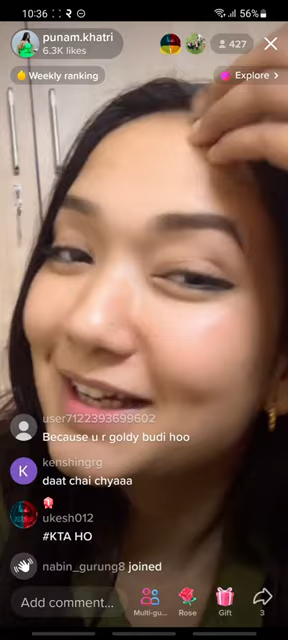 10:36
56%
punam.khatri
6.3K likes
427
Weekly ranking
Explore >
user7122393699602
Because u r goldy budi hoo
K
kenshingrg
daat chai chyaaa
ukesh012
#KTA HO
nabin_gurung8 joined
Add comment...
Multi-gu...
Rose
Gift
3